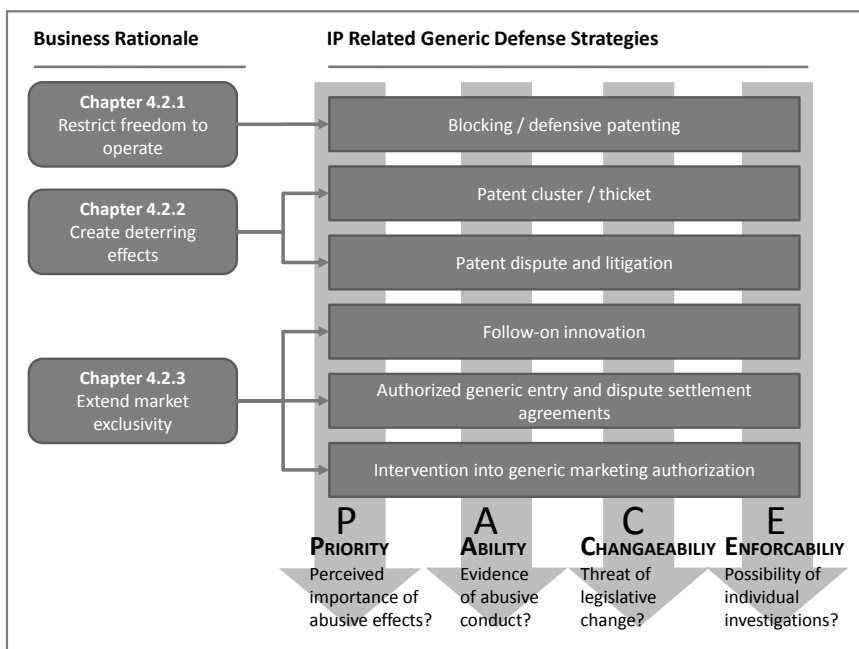 Business Rationale
IP Related Generic Defense Strategies
Chapter 4.2.1
Restrict freedom to
operate
Blocking / defensive patenting
Chapter 4.2.2
Create deterring
effects
Patent cluster / thicket
Patent dispute and litigation
Chapter 4.2.3
Extend market
exclusivity
Follow-on innovation
Authorized generic entry and dispute settlement
agreements
Intervention into generic marketing authorization
P
PRIORITY
Perceived
importance of
abusive effects?
A
ABILITY
Evidence
of abusive
conduct?
C
CHANGAEABILIY
Threat of
legislative
change?
E
ENFORCABILIY
Possibility of
individual
investigations?